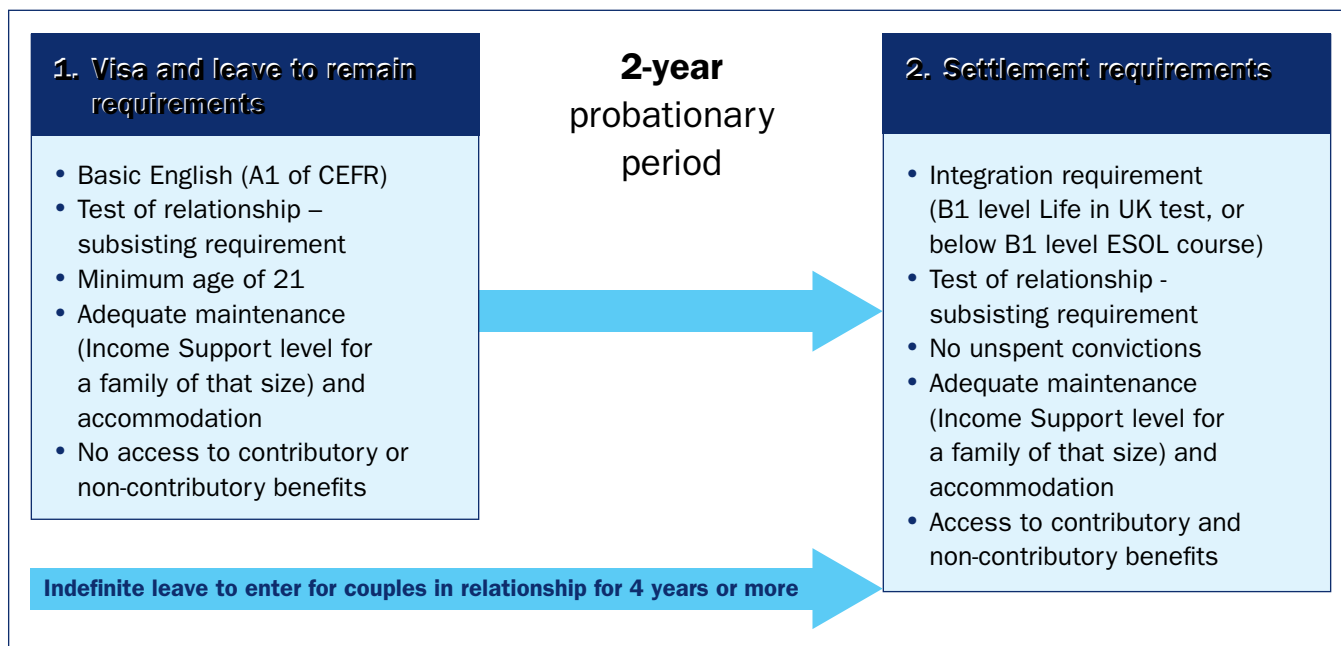 1. Visa and leave to remain
requirements
• Basic English (A1 of CEFR)
• Test of relationship –
subsisting requirement
• Minimum age of 21
• Adequate maintenance
(Income Support level for
a family of that size) and
accommodation
• No access to contributory or
non-contributory benefits
2-year
probationary
period
2. Settlement requirements
• Integration requirement
(B1 level Life in UK test, or
below B1 level ESOL course)
• Test of relationship -
subsisting requirement
• No unspent convictions
• Adequate maintenance
(Income Support level for
a family of that size) and
accommodation
• Access to contributory and
non-contributory benefits
Indefinite leave to enter for couples in relationship for 4 years or more